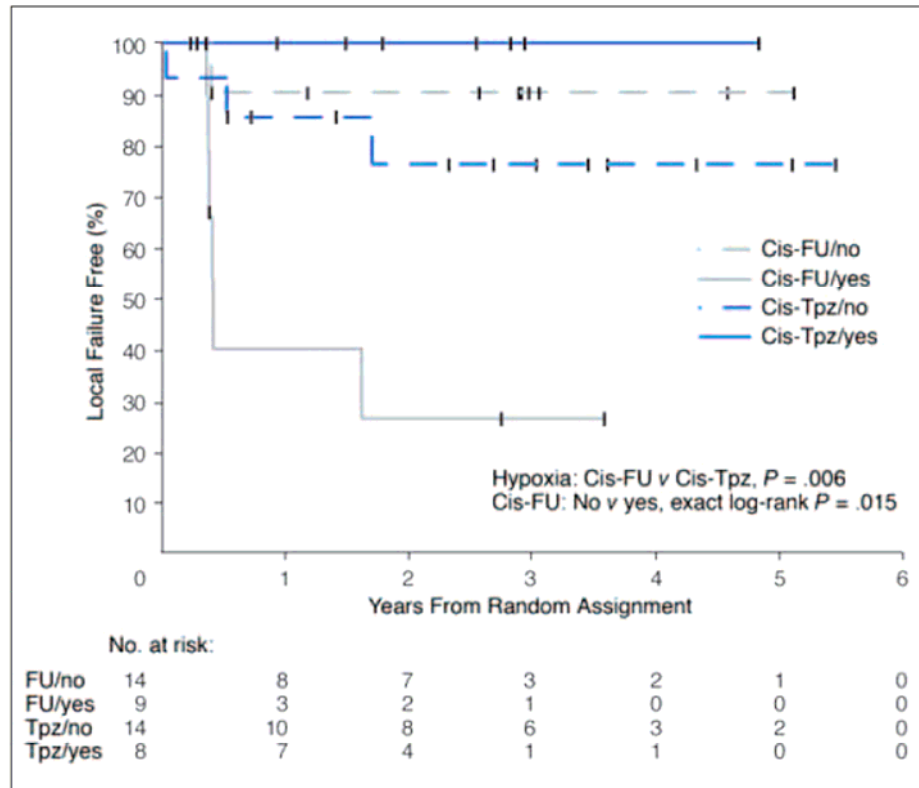 100
90
80
70
60
50
40
30
20
10
Local Failure Free (%)
Cis-FU/no
Cis-FU/yes
Cis-Tpz/no
Cis-Tpz/yes
Hypoxia: Cis-FU v Cis-Tpz, P = .006
Cis-FU: No v yes, exact log-rank P = .015
0 1 2 3 4 5 6
Years From Random Assignment
No. at risk:
FU/no 14 8 7 3 2 1 0
FU/yes 9 3 2 1 0 0 0
Tpz/no 14 10 8 6 3 2 0
Tpz/yes 8 7 4 1 1 0 0